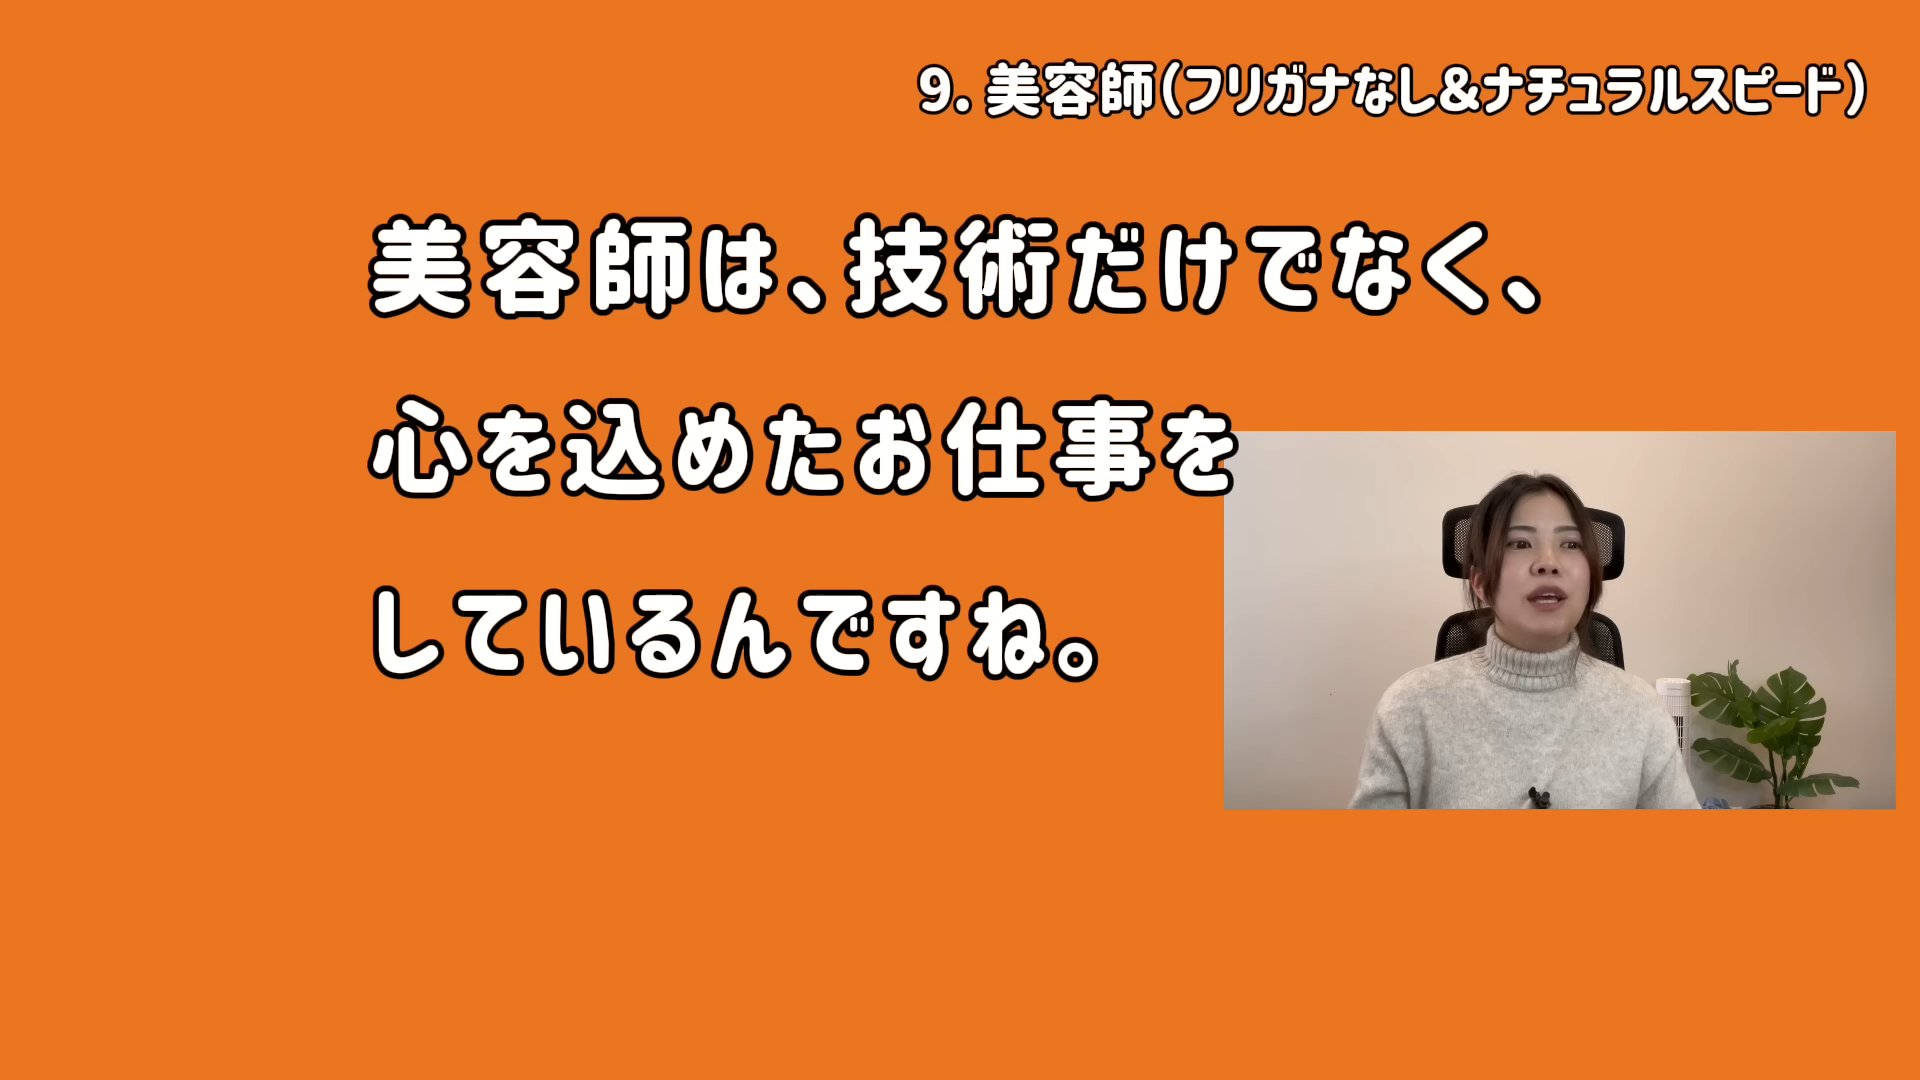 9. 美容師(フリガナなし&ナチュラルスピード)
美容師は、技術だけでなく、
心を込めたお仕事を
しているんですね。